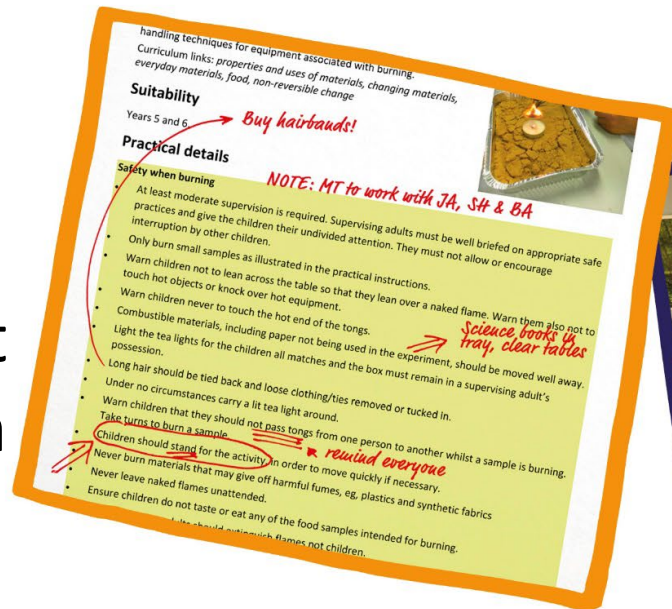 handling techniques for equipment associated with burning.
Curriculum links: properties and uses of materials, changing materials,
everyday materials, food, non-reversible change
Suitability
Years 5 and 6
Buy hairbands!
Practical details
NOTE: MT to work with JA, SH & BA
Safety when burning
• At least moderate supervision is required. Supervising adults must be well briefed on appropriate safe
practices and give the children their undivided attention. They must not allow or encourage
interruption by other children.
• Only burn small samples as illustrated in the practical instructions.
• Warn children not to lean across the table so that they lean over a naked flame. Warn them also not to
touch hot objects or knock over hot equipment.
• Warn children never to touch the hot end of the tongs.
Science books in
tray, clear tables
• Combustible materials, including paper not being used in the experiment, should be moved well away.
• Light the tea lights for the children all matches and the box must remain in a supervising adult's
possession.
• Long hair should be tied back and loose clothing/ties removed or tucked in.
• Under no circumstances carry a lit tea light around.
• Warn children that they should not pass tongs from one person to another whilst a sample is burning.
• Take turns to burn a sample
remind everyone
• Children should stand for the activity, in order to move quickly if necessary.
• Never burn materials that may give off harmful fumes, eg, plastics and synthetic fabrics
• Never leave naked flames unattended.
• Ensure children do not taste or eat any of the food samples intended for burning.
should extinguish flames not children.
t